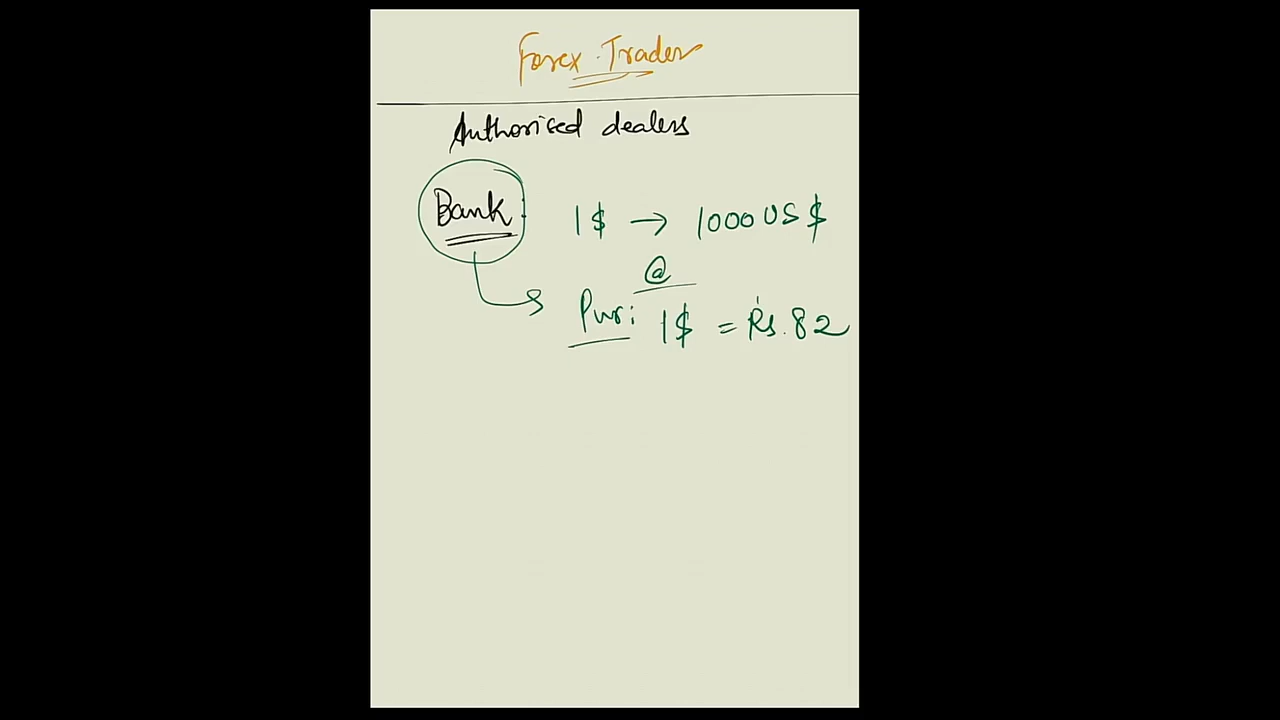 Forex Trader
Authorised dealers
Bank: 1$ → 1000 US $
@
Pur: 1$ = Rs. 82